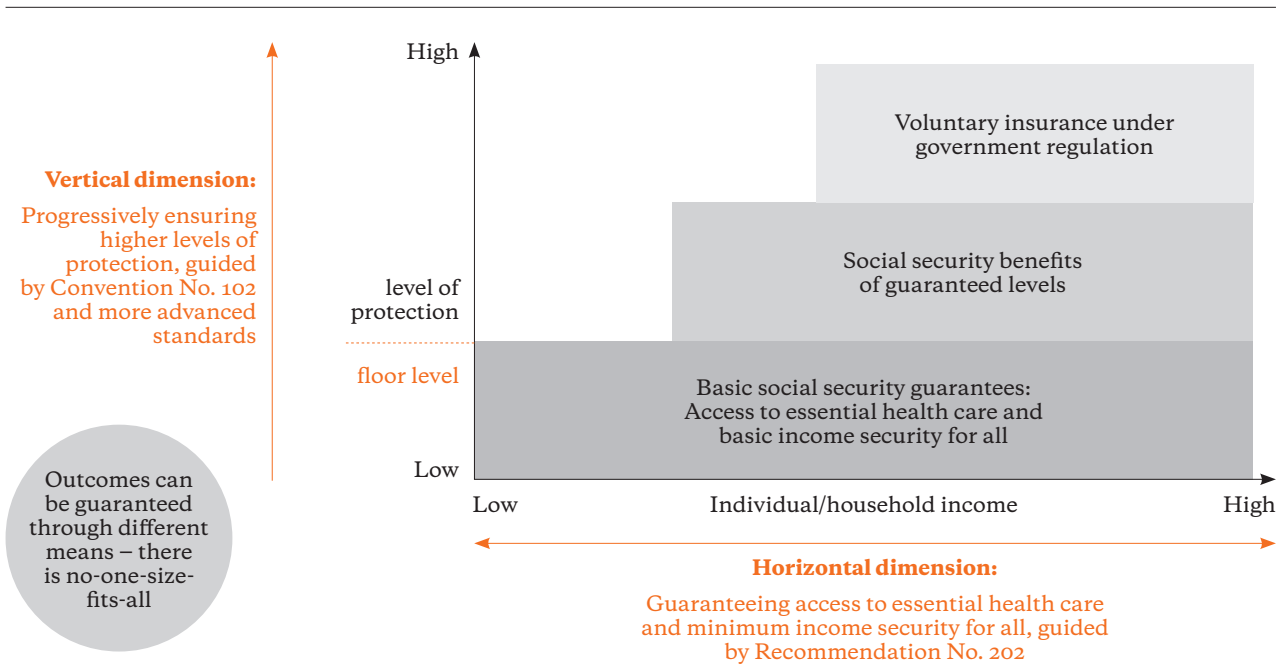 Vertical dimension:
Progressively ensuring
higher levels of
protection, guided
by Convention No. 102
and more advanced
standards
Outcomes can
be guaranteed
through different
means – there
is no-one-size-
fits-all
High
level of
protection
floor level
Low
Voluntary insurance under
government regulation
Social security benefits
of guaranteed levels
Basic social security guarantees:
Access to essential health care and
basic income security for all
Low
Individual/household income
High
Horizontal dimension:
Guaranteeing access to essential health care
and minimum income security for all, guided
by Recommendation No. 202